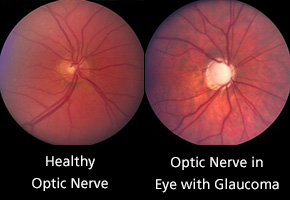 Healthy
Optic Nerve
Optic Nerve in
Eye with Glaucoma